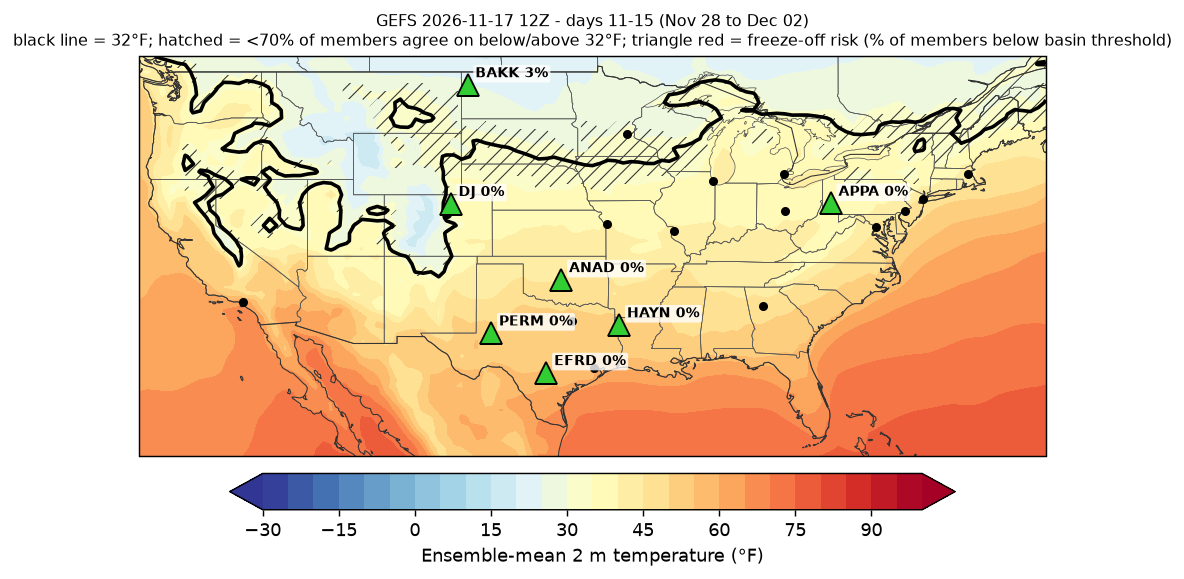 GEFS 2026-11-17 12Z - days 11-15 (Nov 28 to Dec 02)
black line = 32°F; hatched = <70% of members agree on below/above 32°F; triangle red = freeze-off risk (% of members below basin threshold)
BAKK 3%
DJ 0%
APPA 0%
ANAD 0%
HAYN 0%
PERM 0%
EFRD 0%
−30 −15 0 15 30 45 60 75 90
Ensemble-mean 2 m temperature (°F)